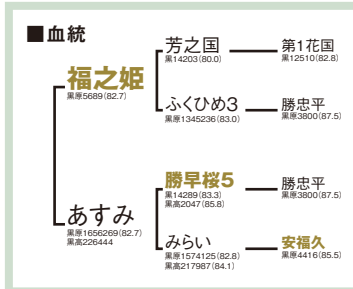 ■血統
福之姫
黒原5689(82.7)
芳之国
黒14203(80.0)
第1花国
黒12510(82.8)
ふくひめ3
黒原1345236(83.0)
勝忠平
黒原3800(87.5)
あすみ
黒原1656269(82.7)
黒高226444
勝早桜5
黒14289(83.3)
黒高2047(85.8)
勝忠平
黒原3800(87.5)
みらい
黒原1574125(82.8)
黒高217987(84.1)
安福久
黒原4416(85.5)